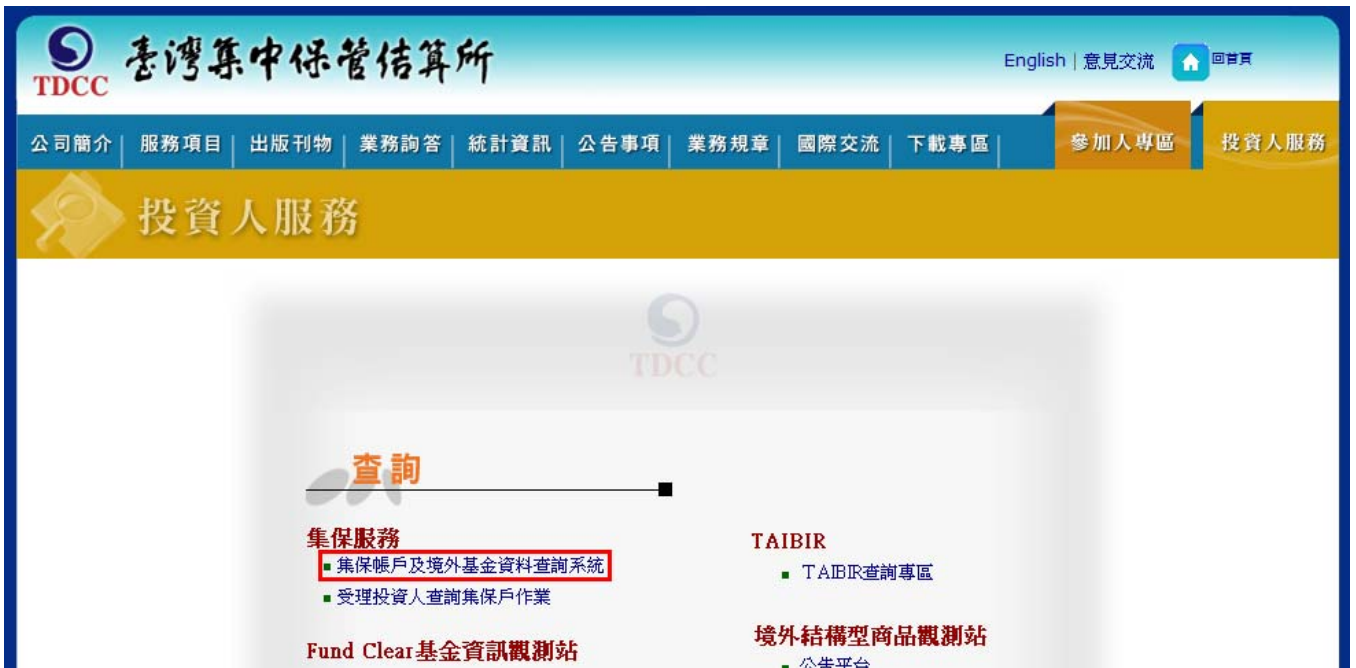 TDCC 臺灣集中保管結算所
English | 意見交流 回首頁
公司簡介 | 服務項目 | 出版刊物 | 業務詢答 | 統計資訊 | 公告事項 | 業務規章 | 國際交流 | 下載專區 | 參加人專區 投資人服務
投資人服務
TDCC
查詢
集保服務
集保帳戶及境外基金資料查詢系統
受理投資人查詢集保戶作業
Fund Clear基金資訊觀測站
TAIBIR
TAIBIR查詢專區
境外結構型商品觀測站
公告平台